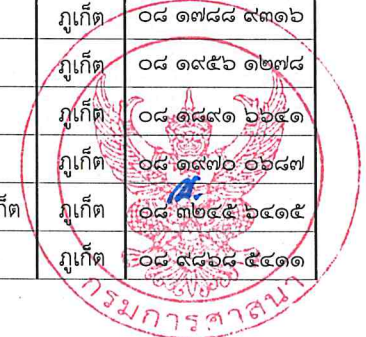 ภูเก็ต ๐๘ ๑๗๘๘ ๙๓๑๖
ภูเก็ต ๐๘ ๑๙๕๖ ๑๒๗๘
ภูเก็ต ๐๘ ๑๘๙๑ ๖๖๔๑
ภูเก็ต ๐๘ ๑๙๗๐ ๐๖๘๗
ก็ต ภูเก็ต ๐๘ ๓๒๔๕ ๖๔๑๕
ภูเก็ต ๐๘ ๙๘๖๘ ๕๔๑๑
กรมการศาสนา